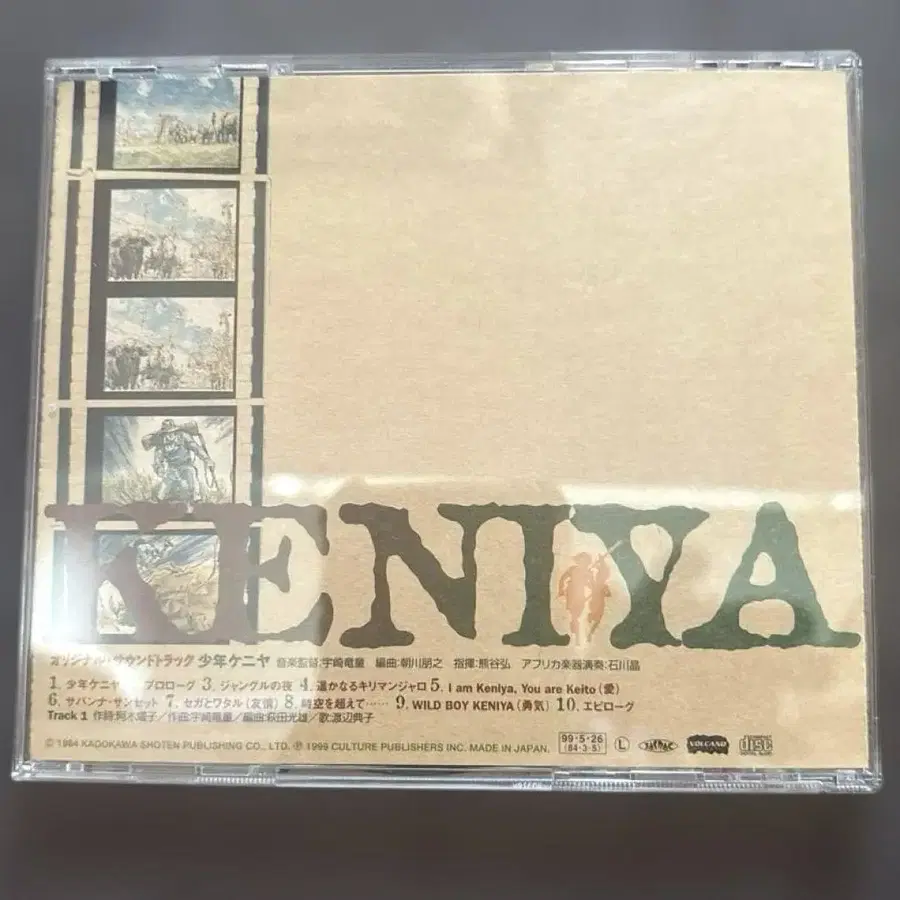 KENIYA
オリジナル・サウンドトラック 少年ケニヤ 音楽監督:宇崎竜童 編曲:朝川朋之 指揮:熊谷弘 アフリカ楽器演奏:石川晶
1. 少年ケニヤ プロローグ 3. ジャングルの夜 4. 遥かなるキリマンジャロ 5. I am Keniya, You are Keito (愛)
6. サバンナ・サンセット 7. セガとワタル (友情) 8. 時空を超えて…… 9. WILD BOY KENIYA (勇気) 10. エピローグ
Track 1 作詩:阿木燿子/作曲:宇崎竜童/編曲:萩田光雄/歌:渡辺典子
© 1984 KADOKAWA SHOTEN PUBLISHING CO., LTD. ℗ 1999 CULTURE PUBLISHERS INC. MADE IN JAPAN.
99・5・26
(84・3・5)
L
JASRAC
VOLCANO
COMPACT disc DIGITAL AUDIO